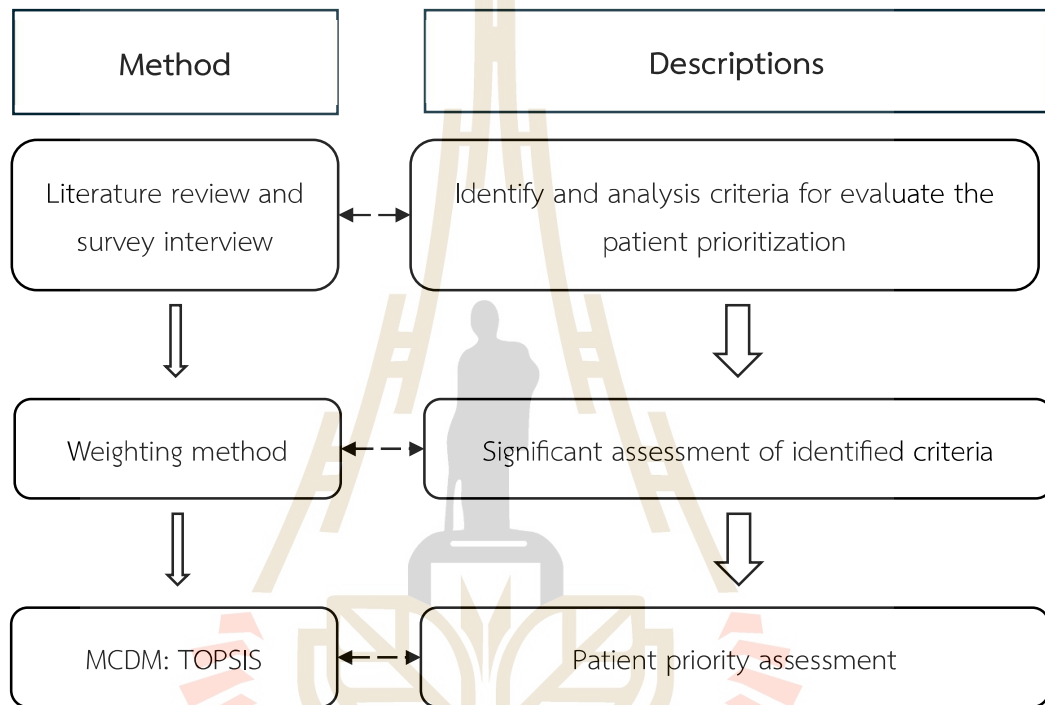 Method
Descriptions
Literature review and
survey interview
Identify and analysis criteria for evaluate the
patient prioritization
Weighting method
Significant assessment of identified criteria
MCDM: TOPSIS
Patient priority assessment